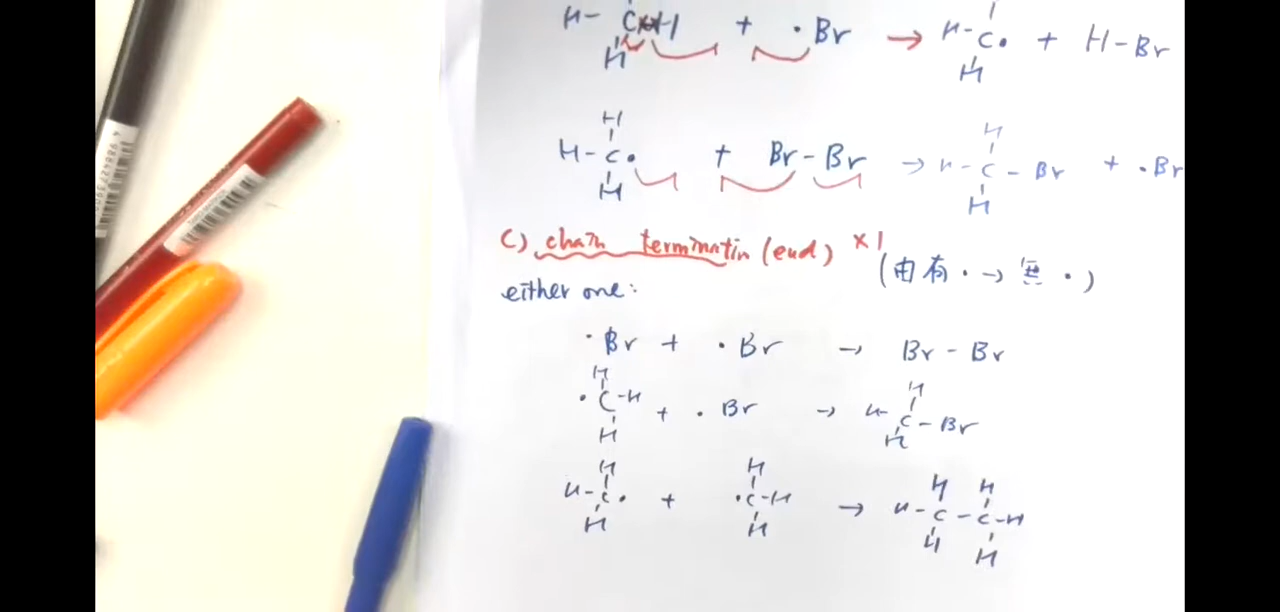 H
H - C H + · Br → H - C · + H - Br
H H
H H
H - C · + Br - Br → H - C - Br + · Br
H H
C) chain terminatin (end) ×1
(由有 · → 無 · )
either one:
· Br + · Br → Br - Br
H H
· C - H + · Br → H - C - Br
H H
H H H H
H - C · + · C - H → H - C - C - H
H H H H